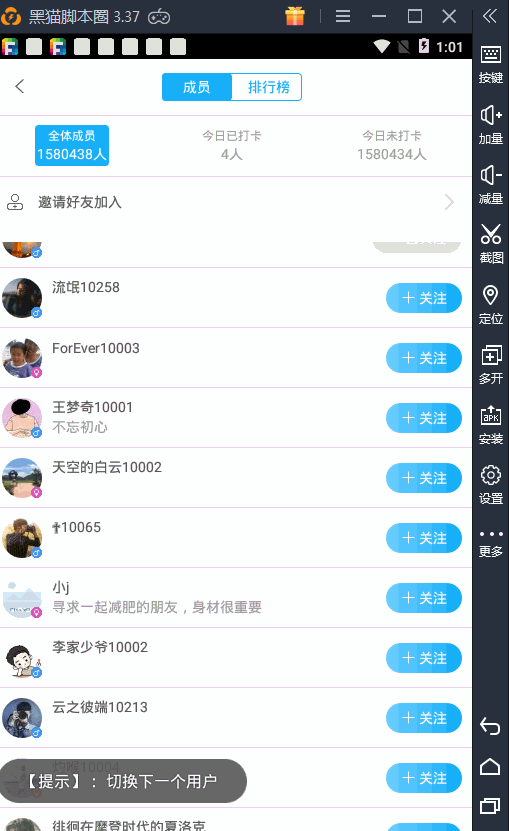 黑猫脚本圈 3.37
1:01
成员
排行榜
全体成员
1580438人
今日已打卡
4人
今日未打卡
1580434人
邀请好友加入
流氓10258
+ 关注
ForEver10003
+ 关注
王梦奇10001
不忘初心
+ 关注
天空的白云10002
+ 关注
✟10065
+ 关注
小j
寻求一起减肥的朋友，身材很重要
+ 关注
李家少爷10002
+ 关注
云之彼端10213
+ 关注
10004
+ 关注
【提示】：切换下一个用户
徘徊在摩登时代的夏洛克
按键
加量
减量
截图
定位
多开
APK
安装
设置
更多